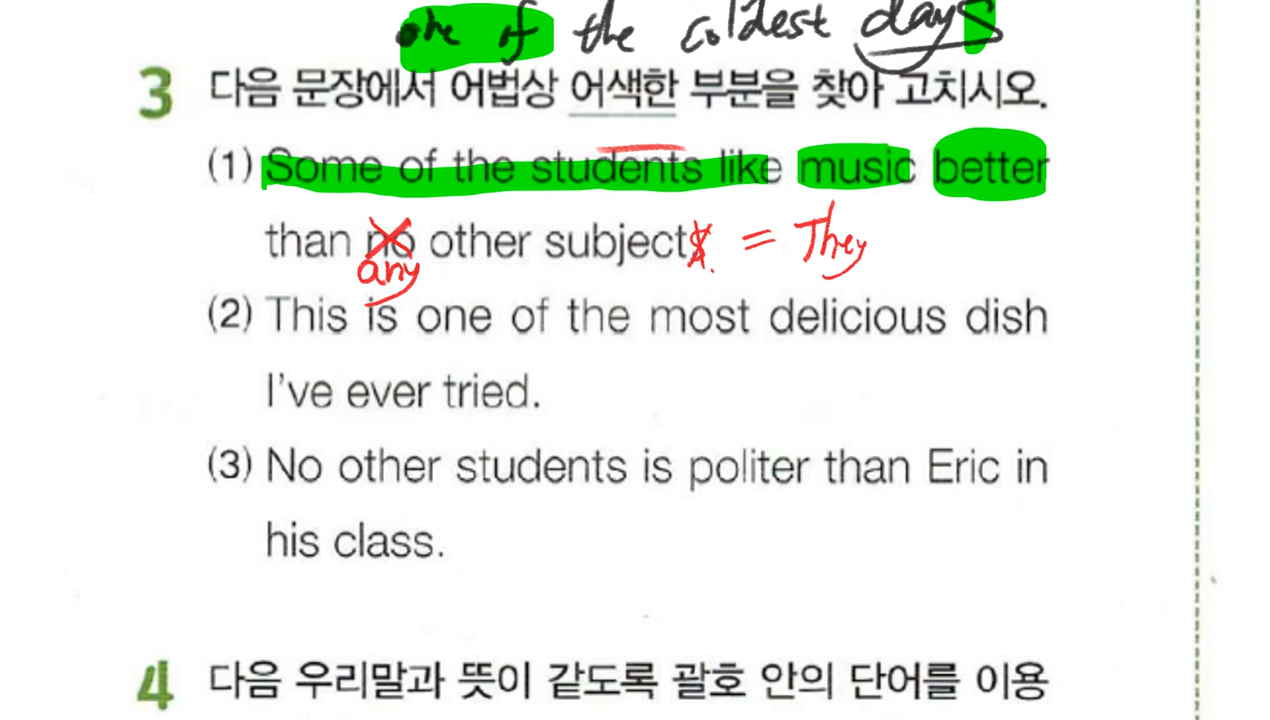 one of the coldest days
3 다음 문장에서 어법상 어색한 부분을 찾아 고치시오.
(1) Some of the students like music better
than no other subjects. = They
any
(2) This is one of the most delicious dish
I've ever tried.
(3) No other students is politer than Eric in
his class.
4 다음 우리말과 뜻이 같도록 괄호 안의 단어를 이용